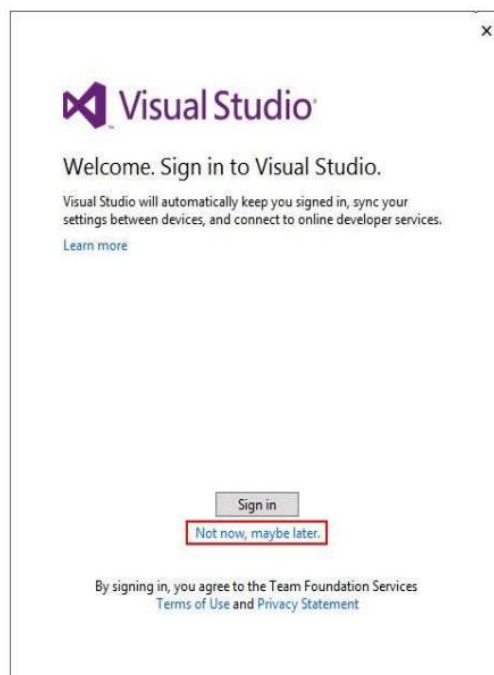 Visual Studio
Welcome. Sign in to Visual Studio.
Visual Studio will automatically keep you signed in, sync your
settings between devices, and connect to online developer services.
Learn more
Sign in
Not now, maybe later.
By signing in, you agree to the Team Foundation Services
Terms of Use and Privacy Statement